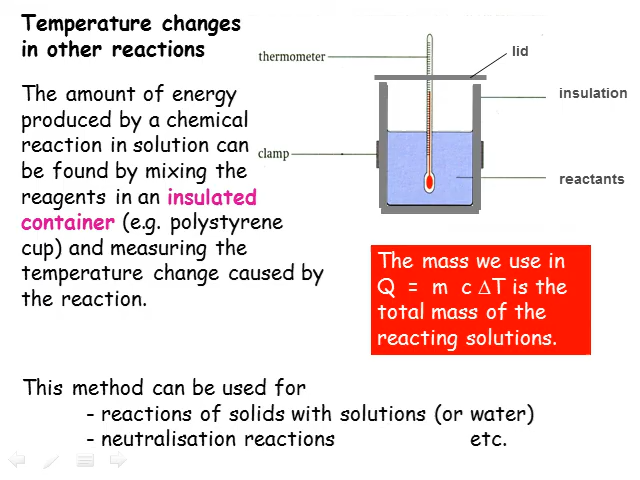 Temperature changes
in other reactions
thermometer
lid
insulation
clamp
reactants
The amount of energy
produced by a chemical
reaction in solution can
be found by mixing the
reagents in an insulated
container (e.g. polystyrene
cup) and measuring the
temperature change caused by
the reaction.
The mass we use in
Q = m c ΔT is the
total mass of the
reacting solutions.
This method can be used for
- reactions of solids with solutions (or water)
- neutralisation reactions etc.